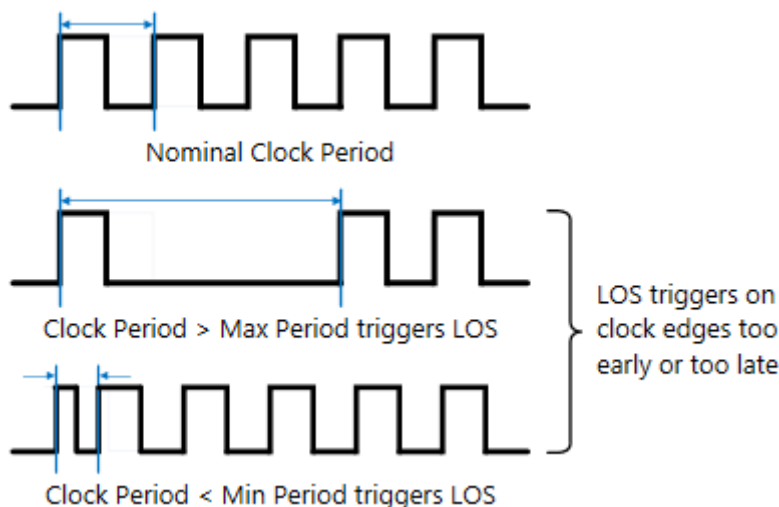 Nominal Clock Period
Clock Period > Max Period triggers LOS
LOS triggers on
clock edges too
early or too late
Clock Period < Min Period triggers LOS